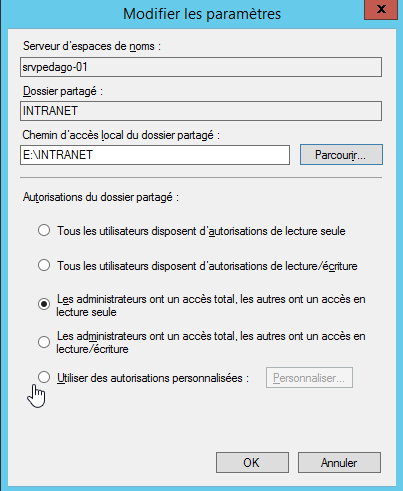 Modifier les paramètres
x
Serveur d'espaces de noms :
srvpedago-01
Dossier partagé :
INTRANET
Chemin d'accès local du dossier partagé :
E:\INTRANET
Parcourir...
Autorisations du dossier partagé :
Tous les utilisateurs disposent d'autorisations de lecture seule
Tous les utilisateurs disposent d'autorisations de lecture/écriture
Les administrateurs ont un accès total, les autres ont un accès en
lecture seule
Les administrateurs ont un accès total, les autres ont un accès en
lecture/écriture
Utiliser des autorisations personnalisées :
Personnaliser...
OK
Annuler